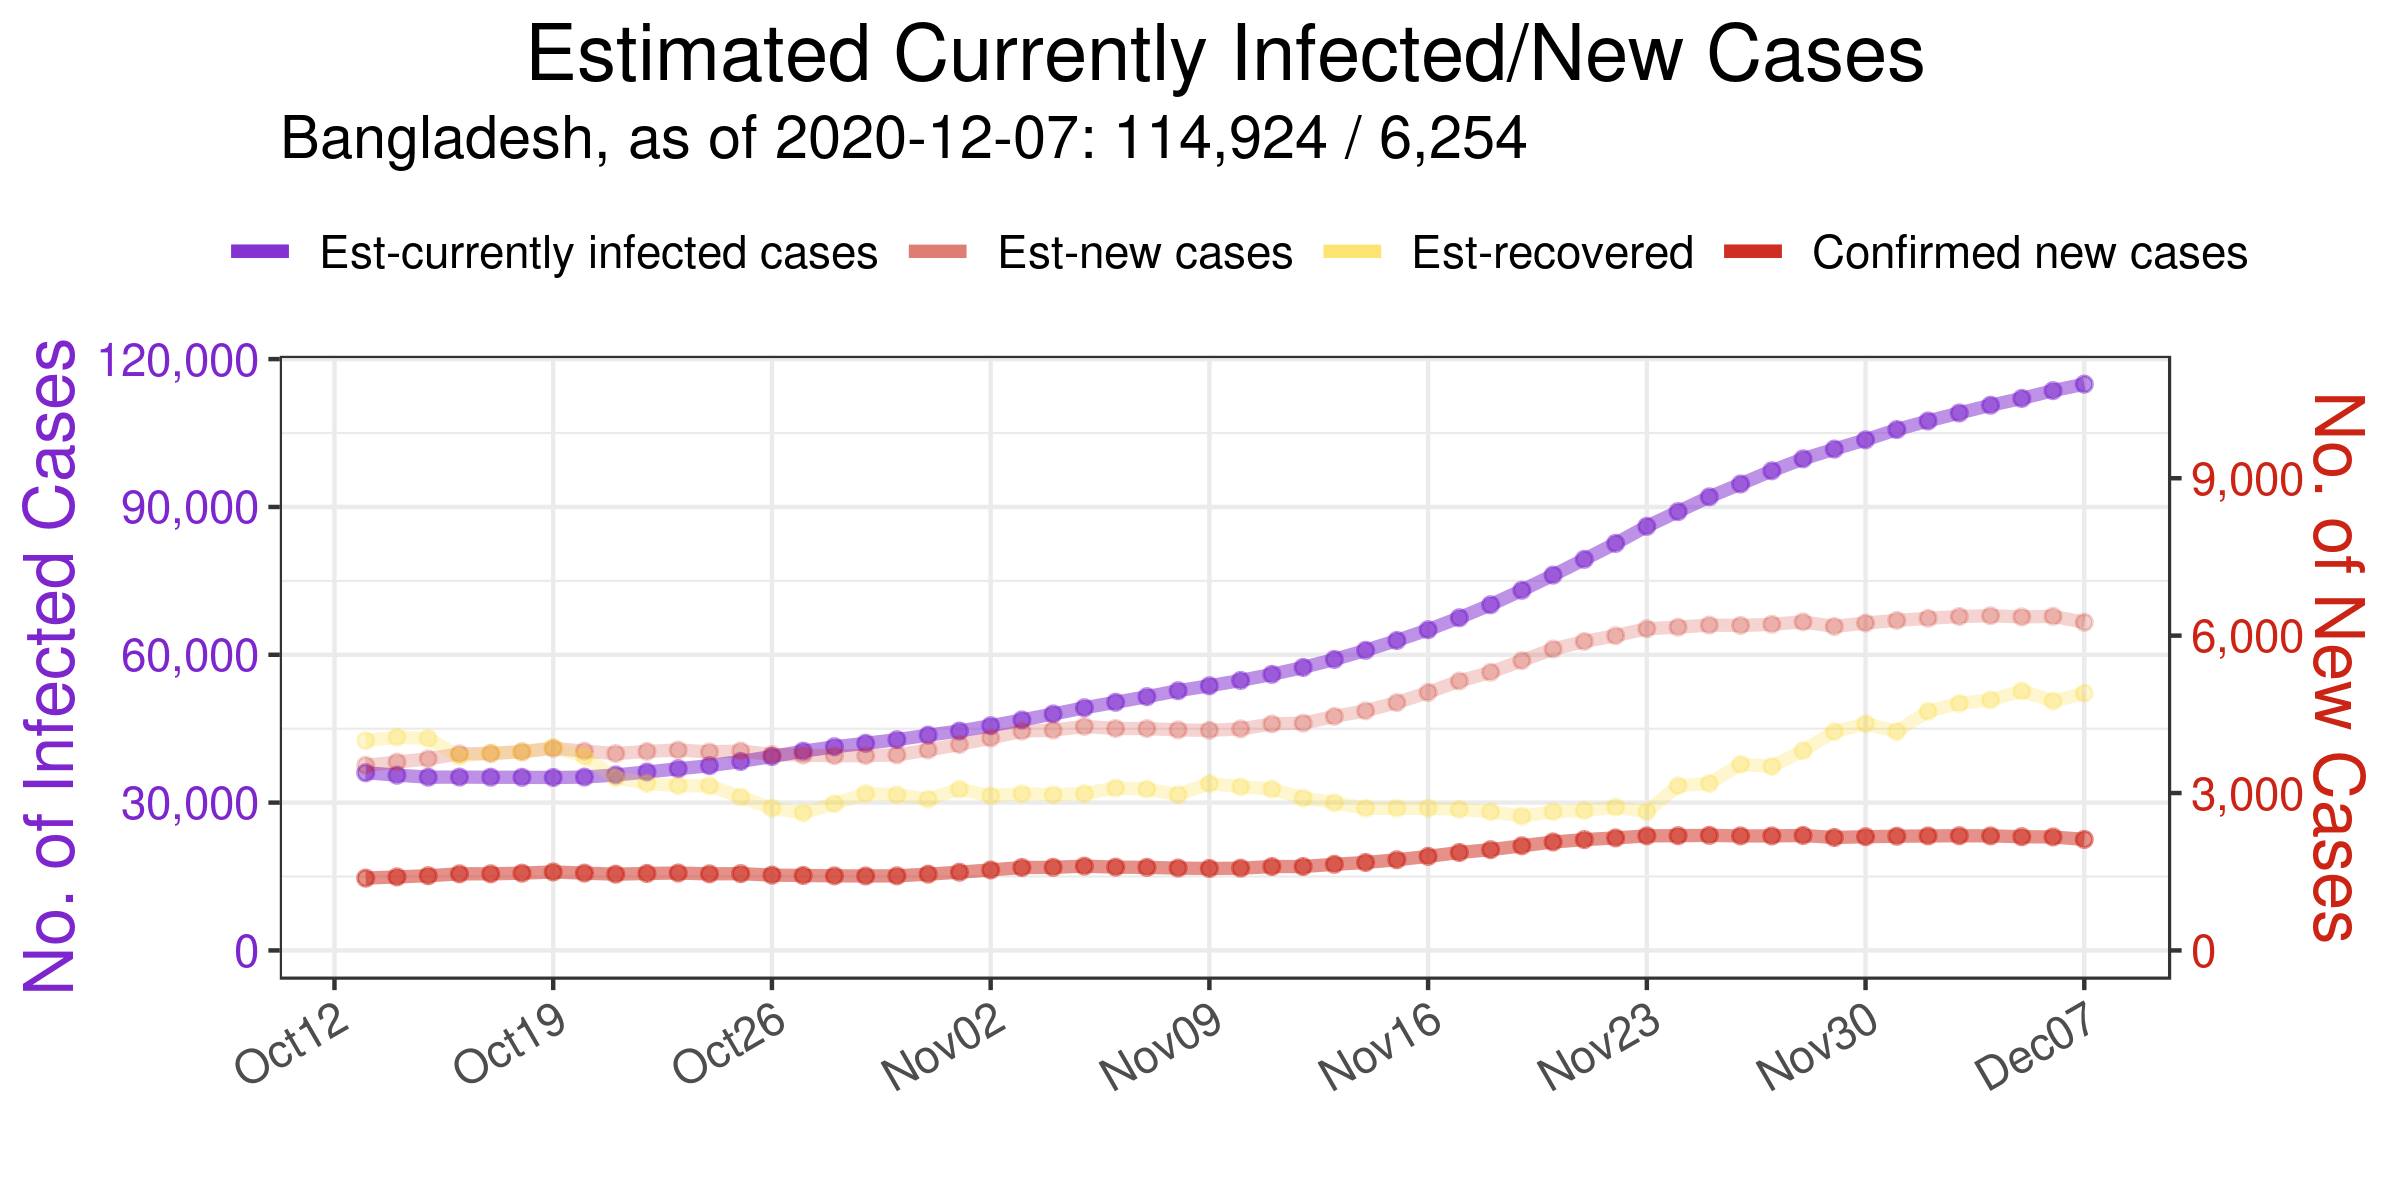 Estimated Currently Infected/New Cases
Bangladesh, as of 2020-12-07: 114,924 / 6,254
Est-currently infected cases Est-new cases Est-recovered Confirmed new cases
No. of Infected Cases
120,000
90,000
60,000
30,000
0
9,000
6,000
3,000
0
No. of New Cases
Oct12 Oct19 Oct26 Nov02 Nov09 Nov16 Nov23 Nov30 Dec07